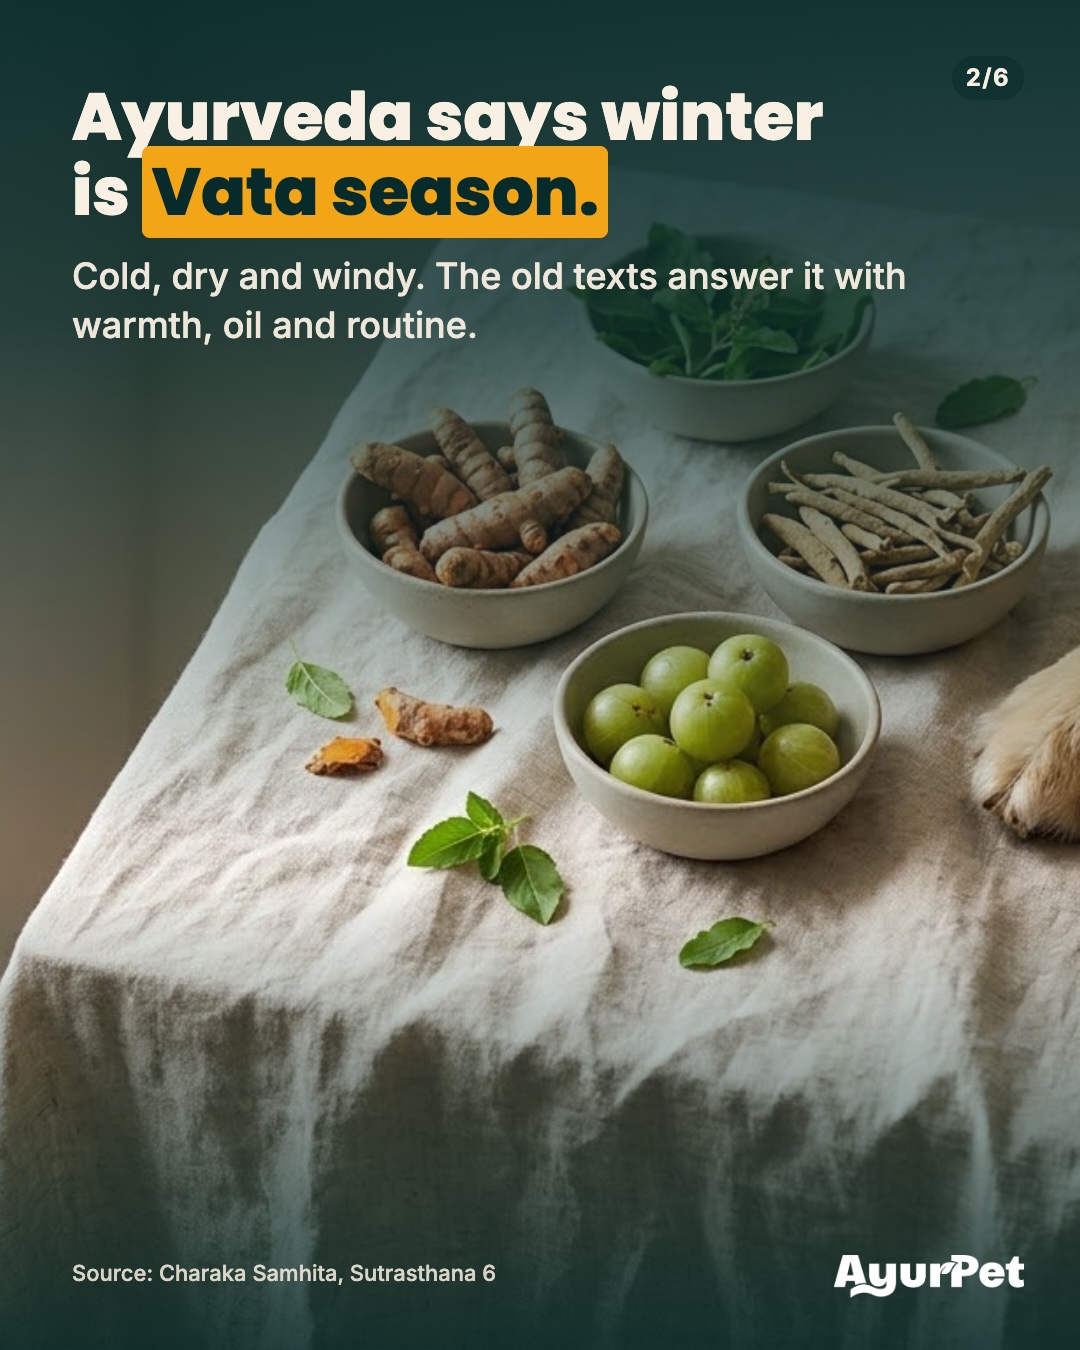 2/6
Ayurveda says winter
is Vata season.
Cold, dry and windy. The old texts answer it with
warmth, oil and routine.
Source: Charaka Samhita, Sutrasthana 6
AyurPet